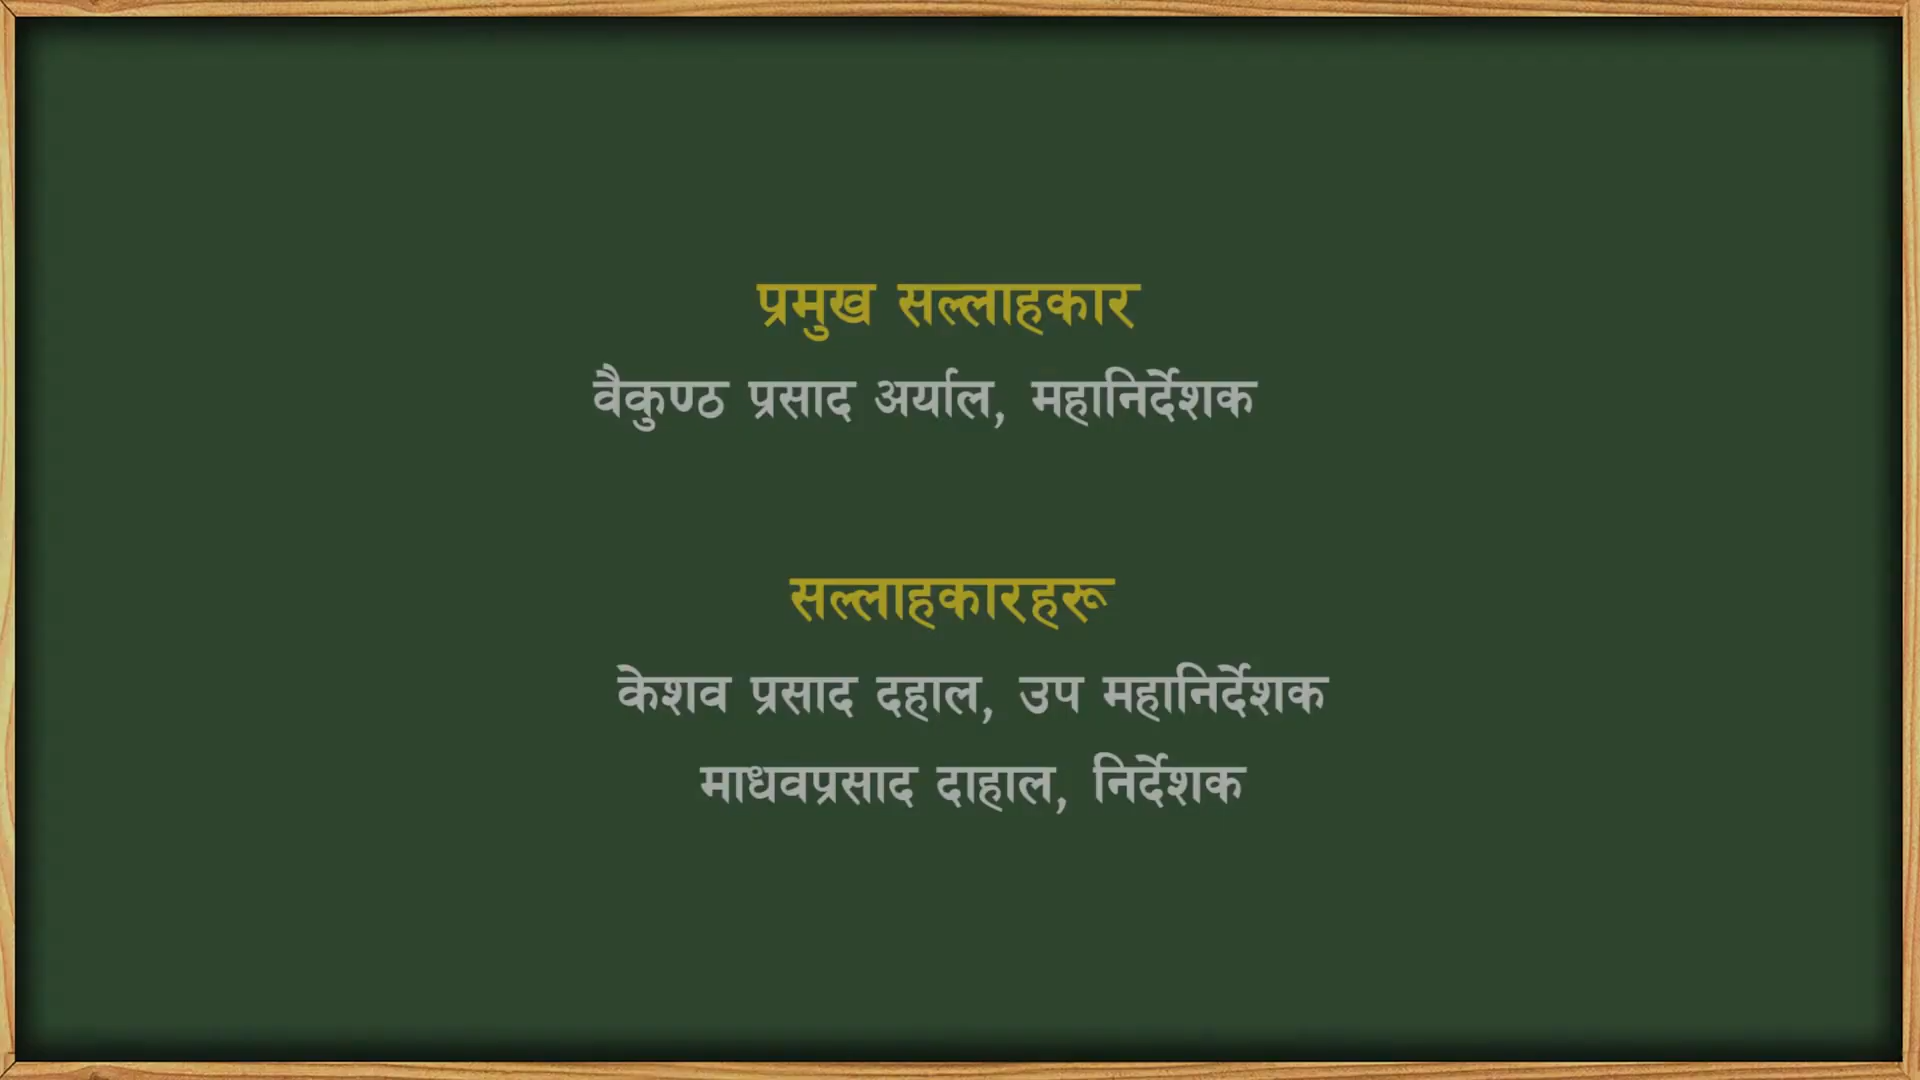 प्रमुख सल्लाहकार
वैकुण्ठ प्रसाद अर्याल, महानिर्देशक
सल्लाहकारहरू
केशव प्रसाद दहाल, उप महानिर्देशक
माधवप्रसाद दाहाल, निर्देशक